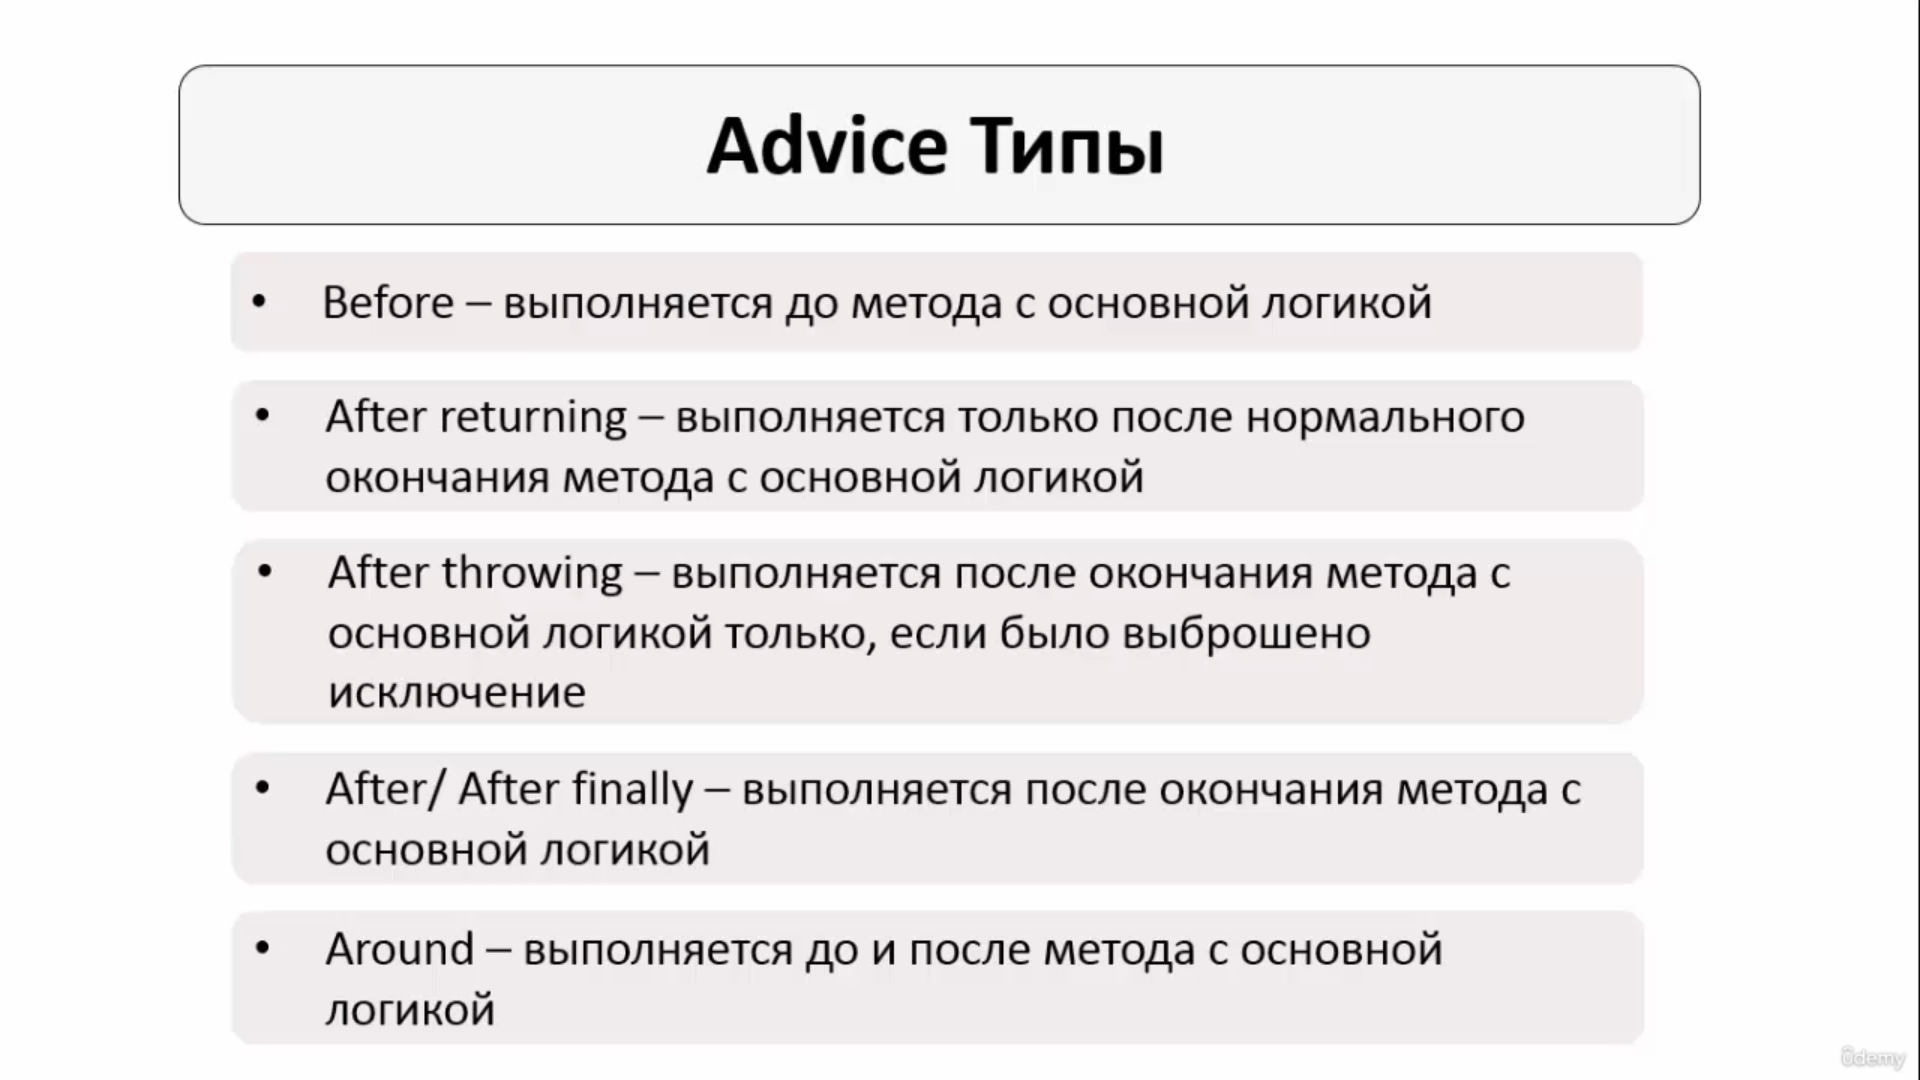 Advice Типы
• Before – выполняется до метода с основной логикой
• After returning – выполняется только после нормального
окончания метода с основной логикой
• After throwing – выполняется после окончания метода с
основной логикой только, если было выброшено
исключение
• After/ After finally – выполняется после окончания метода с
основной логикой
• Around – выполняется до и после метода с основной
логикой
ûdemy